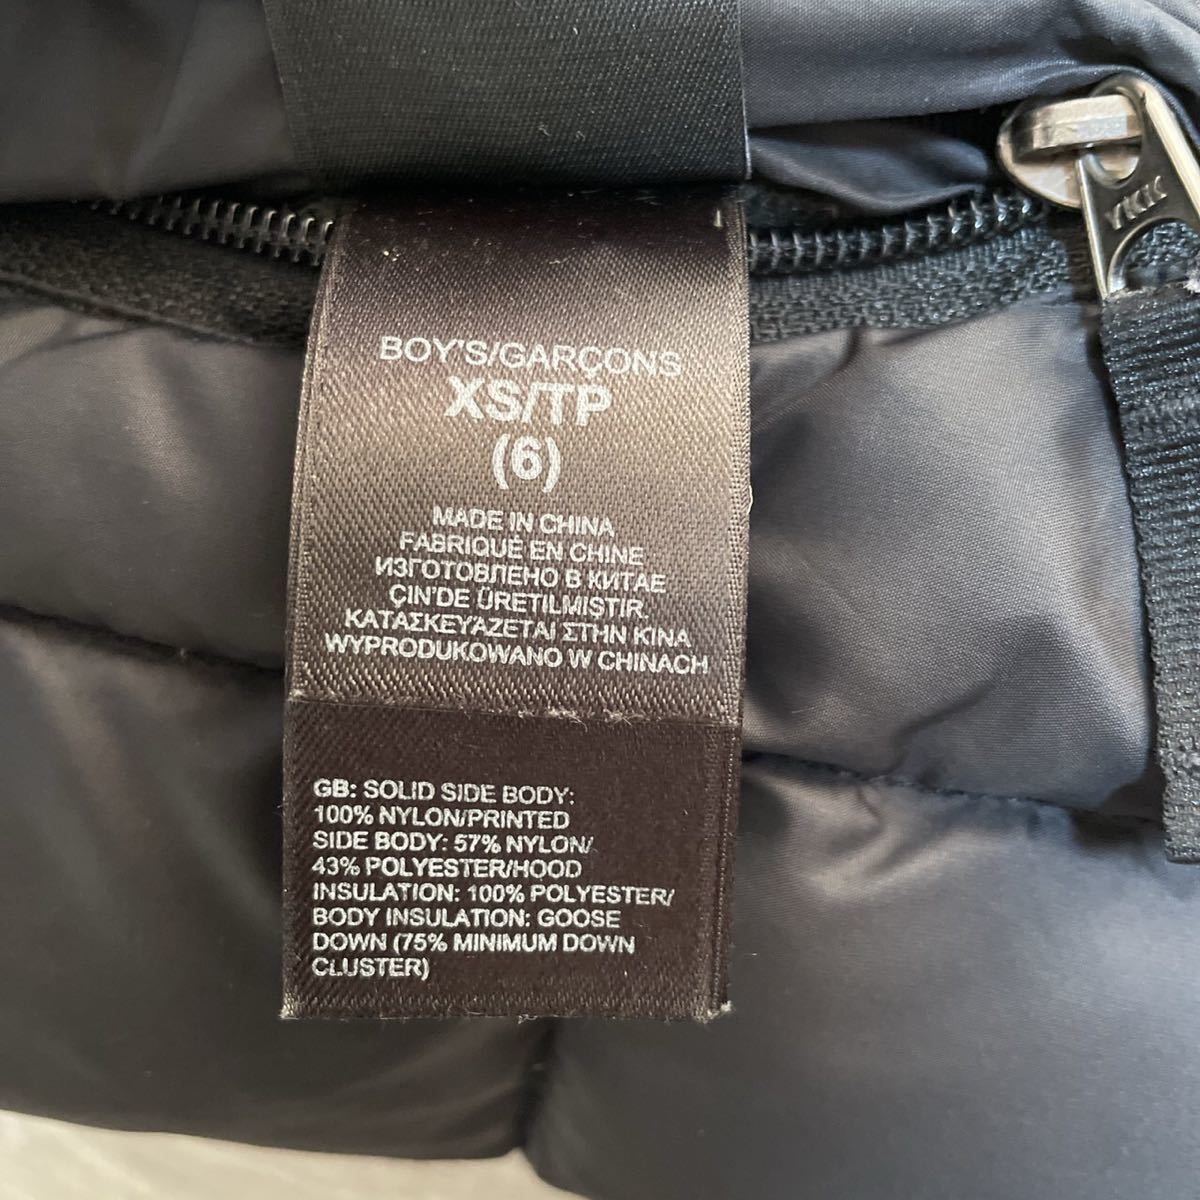 YKK
BOY'S/GARÇONS
XS/TP
(6)
MADE IN CHINA
FABRIQUÉ EN CHINE
ИЗГОТОВЛЕНО В КИТАЕ
ÇIN'DE ÜRETILMIŞTIR.
ΚΑΤΑΣΚΕΥΑΖΕΤΑΙ ΣΤΗΝ ΚΙΝΑ
WYPRODUKOWANO W CHINACH
GB: SOLID SIDE BODY:
100% NYLON/PRINTED
SIDE BODY: 57% NYLON/
43% POLYESTER/HOOD
INSULATION: 100% POLYESTER/
BODY INSULATION: GOOSE
DOWN (75% MINIMUM DOWN
CLUSTER)